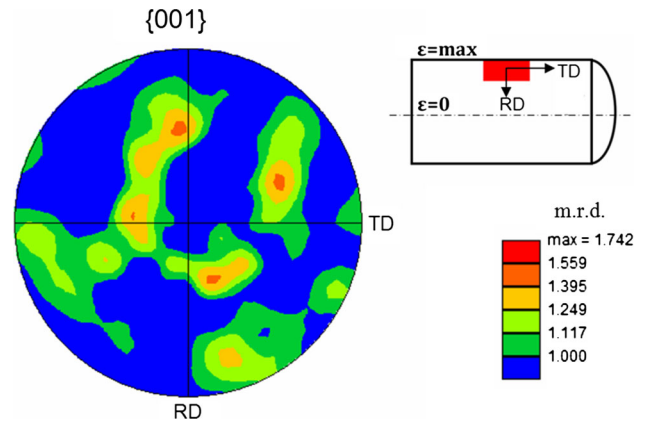 {001}
TD
RD
ε=max
ε=0
TD
RD
m.r.d.
max = 1.742
1.559
1.395
1.249
1.117
1.000